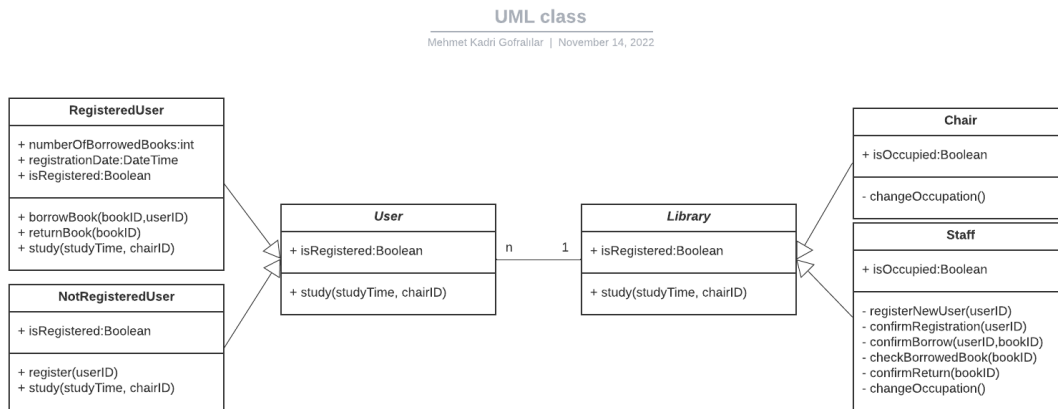 UML class
Mehmet Kadri Gofralılar | November 14, 2022
RegisteredUser
+ numberOfBorrowedBooks:int
+ registrationDate:DateTime
+ isRegistered:Boolean
+ borrowBook(bookID,userID)
+ returnBook(bookID)
+ study(studyTime, chairID)
NotRegisteredUser
+ isRegistered:Boolean
+ register(userID)
+ study(studyTime, chairID)
User
+ isRegistered:Boolean
+ study(studyTime, chairID)
n 1
Library
+ isRegistered:Boolean
+ study(studyTime, chairID)
Chair
+ isOccupied:Boolean
- changeOccupation()
Staff
+ isOccupied:Boolean
- registerNewUser(userID)
- confirmRegistration(userID)
- confirmBorrow(userID,bookID)
- checkBorrowedBook(bookID)
- confirmReturn(bookID)
- changeOccupation()